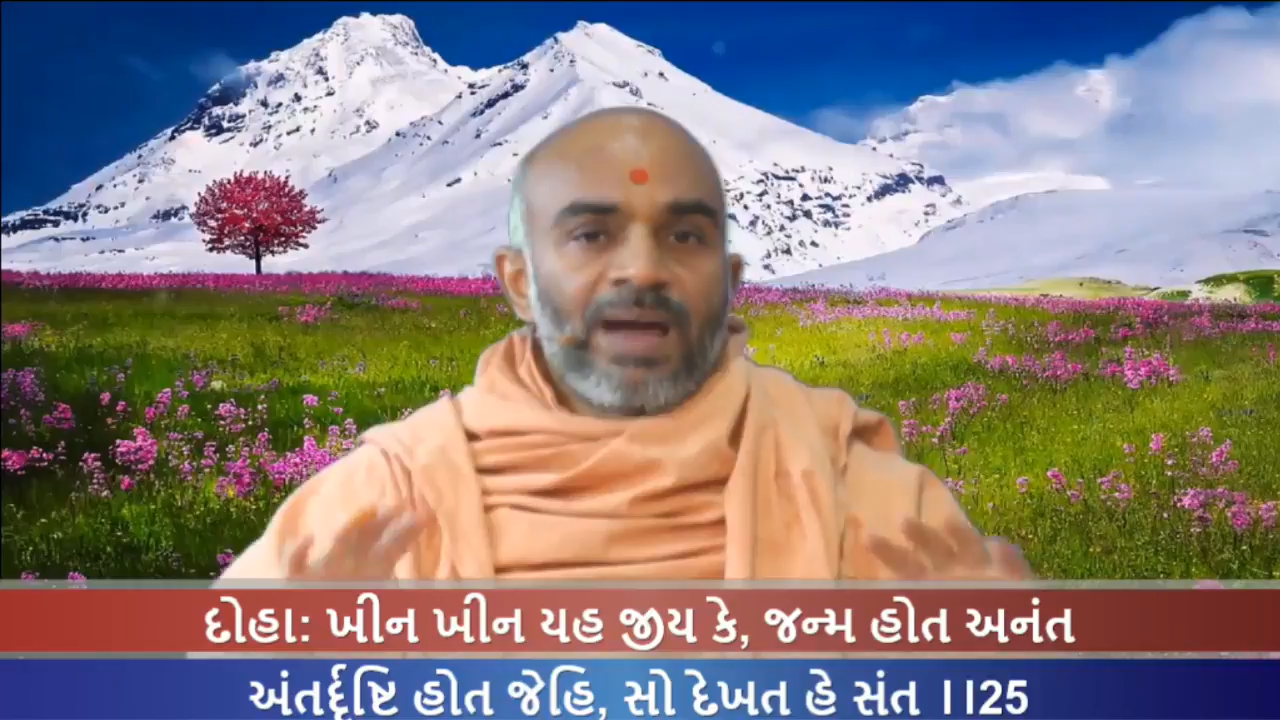 દોહા: ખીન ખીન યહ જીય કે, જન્મ હોત અનંત
અંતર્દૃષ્ટિ હોત જેહિ, સો દેખત હે સંત ।।25